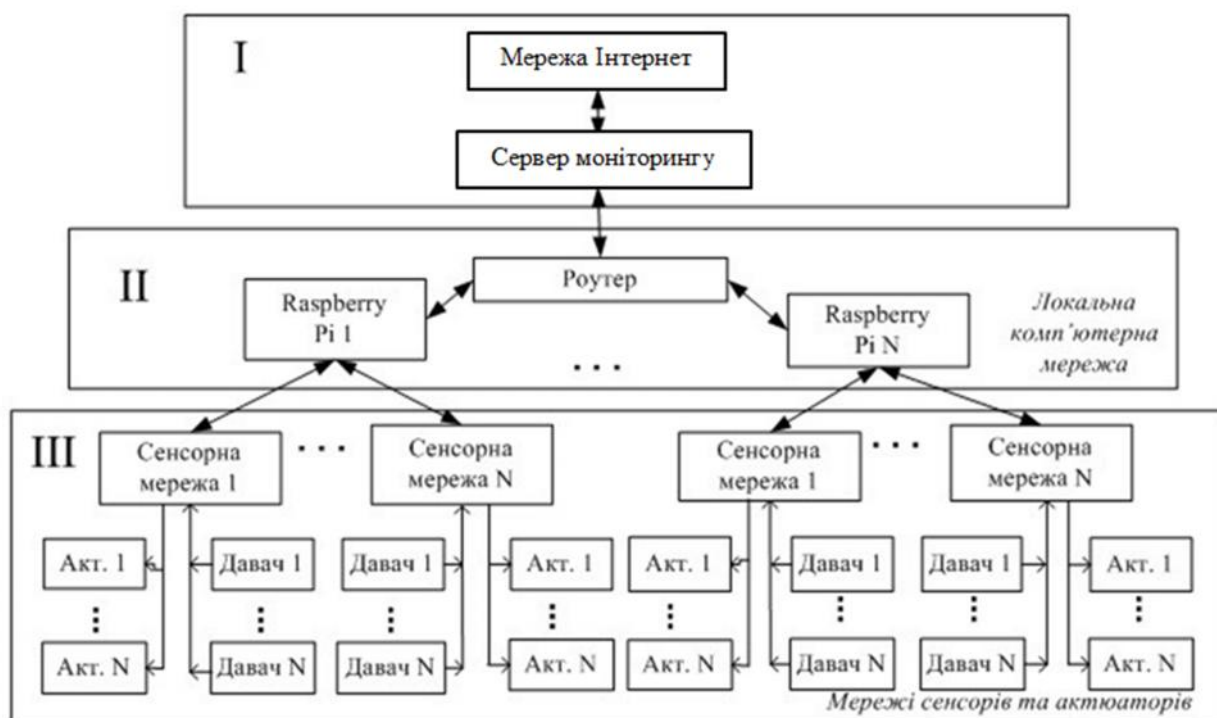 I
Мережа Інтернет
Сервер моніторингу
II
Роутер
Raspberry
Pi 1
Raspberry
Pi N
. . .
Локальна
комп’ютерна
мережа
III
Сенсорна
мережа 1
. . .
Сенсорна
мережа N
Сенсорна
мережа 1
. . .
Сенсорна
мережа N
Акт. 1
Давач 1
Давач 1
Акт. 1
Акт. 1
Давач 1
Давач 1
Акт. 1
Акт. N
Давач N
Давач N
Акт. N
Акт. N
Давач N
Давач N
Акт. N
Мережі сенсорів та актюаторів